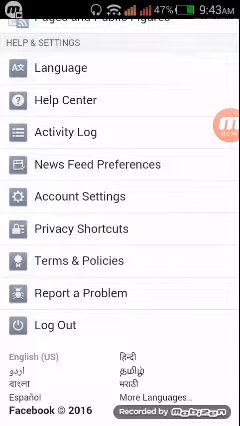 47% 9:43AM
Pages and Public Figures
HELP & SETTINGS
Language
Help Center
Activity Log
News Feed Preferences
Account Settings
Privacy Shortcuts
Terms & Policies
Report a Problem
Log Out
English (US) हिन्दी
اردو தமிழ்
বাংলা मराठी
Español More Languages...
Facebook © 2016 Recorded by Mobizen